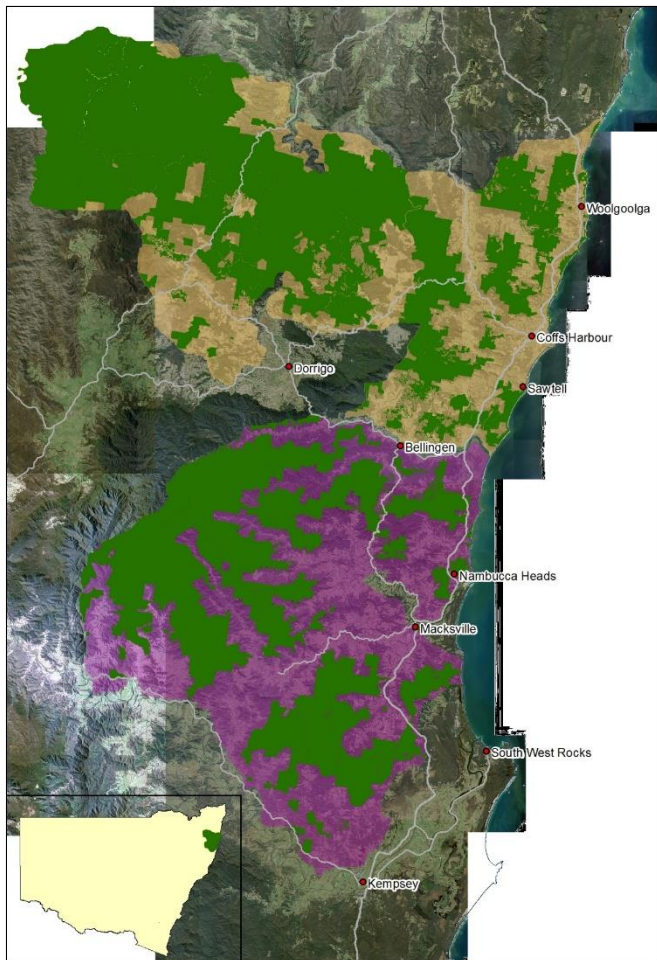 Woolgoolga
Coffs Harbour
Dorrigo
Sawtell
Bellingen
Nambucca Heads
Macksville
South West Rocks
Kempsey